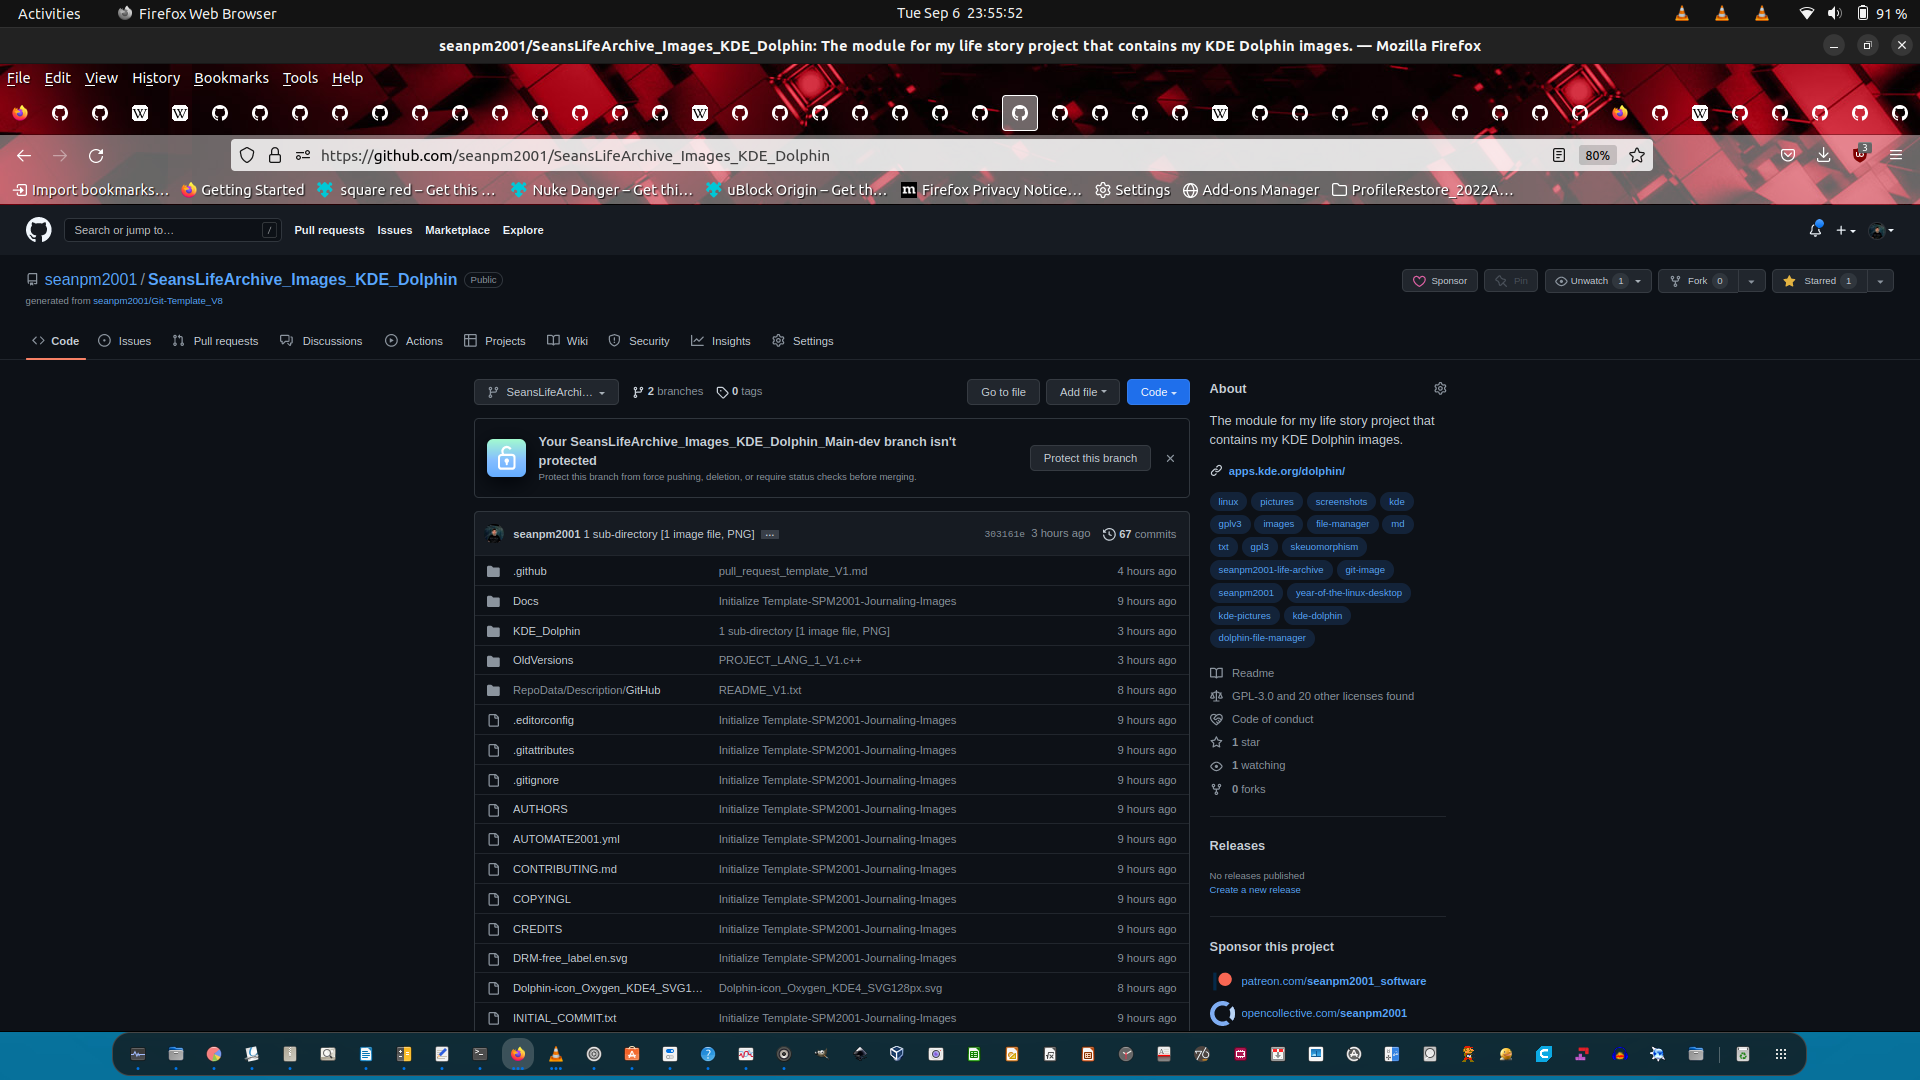 Activities Firefox Web Browser Tue Sep 6 23:55:52 91 %
seanpm2001/SeansLifeArchive_Images_KDE_Dolphin: The module for my life story project that contains my KDE Dolphin images. — Mozilla Firefox
File Edit View History Bookmarks Tools Help
https://github.com/seanpm2001/SeansLifeArchive_Images_KDE_Dolphin 80% 3
Import bookmarks… Getting Started square red – Get this … Nuke Danger – Get thi… uBlock Origin – Get th… Firefox Privacy Notice… Settings Add-ons Manager ProfileRestore_2022A…
Search or jump to… / Pull requests Issues Marketplace Explore
seanpm2001 / SeansLifeArchive_Images_KDE_Dolphin Public Sponsor Pin Unwatch 1 Fork 0 Starred 1
generated from seanpm2001/Git-Template_V8
Code Issues Pull requests Discussions Actions Projects Wiki Security Insights Settings
SeansLifeArchi… 2 branches 0 tags Go to file Add file Code
Your SeansLifeArchive_Images_KDE_Dolphin_Main-dev branch isn't
protected
Protect this branch from force pushing, deletion, or require status checks before merging.
Protect this branch
seanpm2001 1 sub-directory [1 image file, PNG] … 303161e 3 hours ago 67 commits
.github pull_request_template_V1.md 4 hours ago
Docs Initialize Template-SPM2001-Journaling-Images 9 hours ago
KDE_Dolphin 1 sub-directory [1 image file, PNG] 3 hours ago
OldVersions PROJECT_LANG_1_V1.c++ 3 hours ago
RepoData/Description/GitHub README_V1.txt 8 hours ago
.editorconfig Initialize Template-SPM2001-Journaling-Images 9 hours ago
.gitattributes Initialize Template-SPM2001-Journaling-Images 9 hours ago
.gitignore Initialize Template-SPM2001-Journaling-Images 9 hours ago
AUTHORS Initialize Template-SPM2001-Journaling-Images 9 hours ago
AUTOMATE2001.yml Initialize Template-SPM2001-Journaling-Images 9 hours ago
CONTRIBUTING.md Initialize Template-SPM2001-Journaling-Images 9 hours ago
COPYINGL Initialize Template-SPM2001-Journaling-Images 9 hours ago
CREDITS Initialize Template-SPM2001-Journaling-Images 9 hours ago
DRM-free_label.en.svg Initialize Template-SPM2001-Journaling-Images 9 hours ago
Dolphin-icon_Oxygen_KDE4_SVG1… Dolphin-icon_Oxygen_KDE4_SVG128px.svg 8 hours ago
INITIAL_COMMIT.txt Initialize Template-SPM2001-Journaling-Images 9 hours ago
About
The module for my life story project that
contains my KDE Dolphin images.
apps.kde.org/dolphin/
linux pictures screenshots kde
gplv3 images file-manager md
txt gpl3 skeuomorphism
seanpm2001-life-archive git-image
seanpm2001 year-of-the-linux-desktop
kde-pictures kde-dolphin
dolphin-file-manager
Readme
GPL-3.0 and 20 other licenses found
Code of conduct
1 star
1 watching
0 forks
Releases
No releases published
Create a new release
Sponsor this project
patreon.com/seanpm2001_software
opencollective.com/seanpm2001